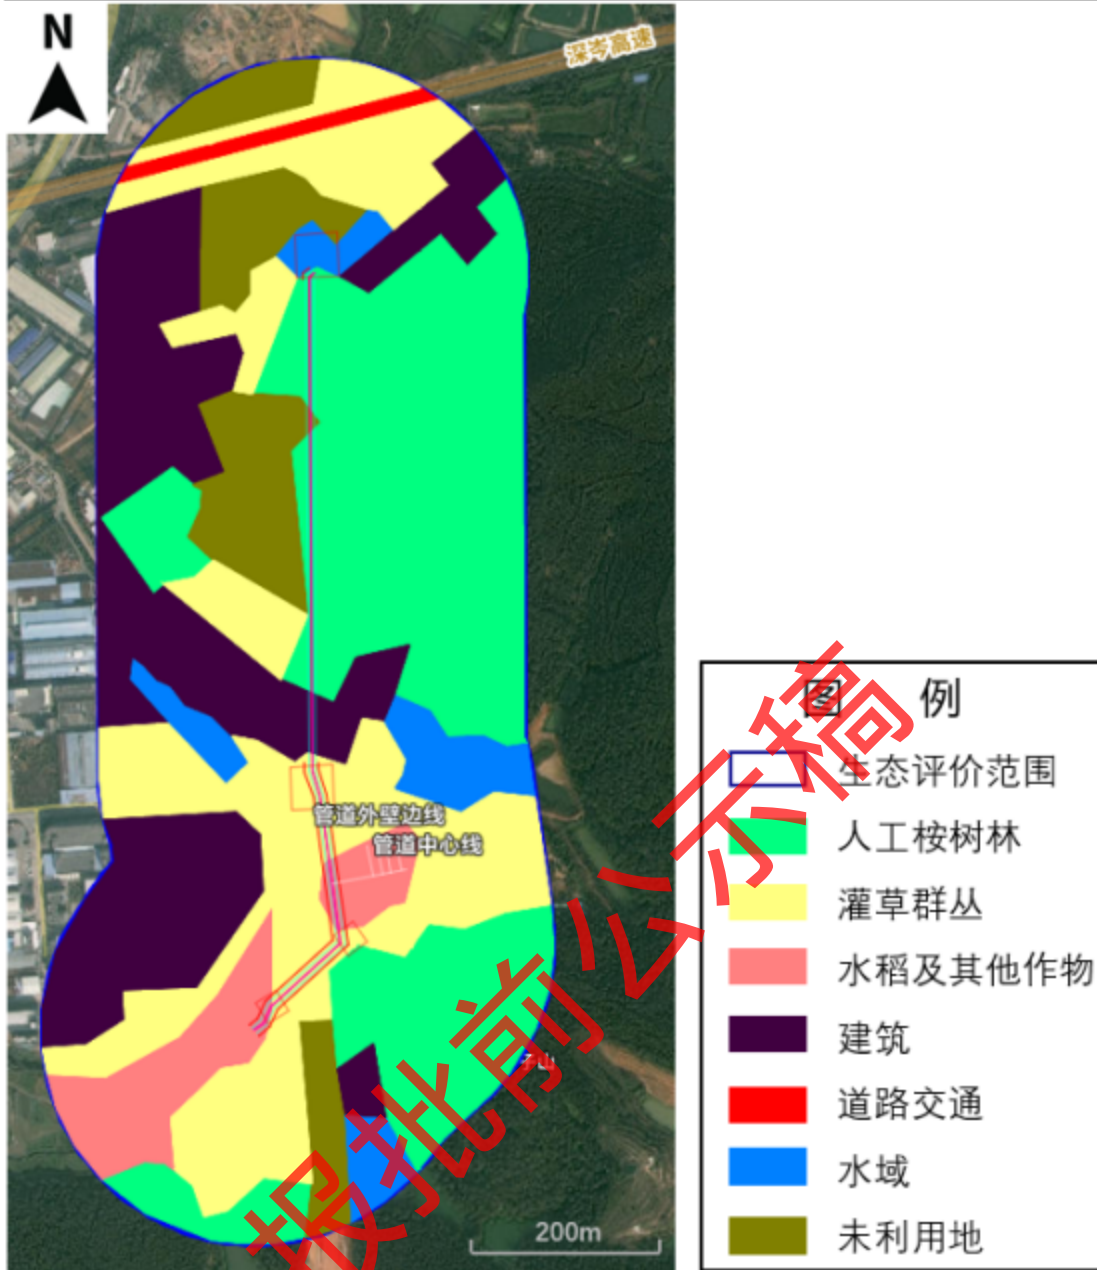 N
深岑高速
管道外壁边线
管道中心线
子山
200m
图 例
生态评价范围
人工桉树林
灌草群丛
水稻及其他作物
建筑
道路交通
水域
未利用地
报批前公示稿